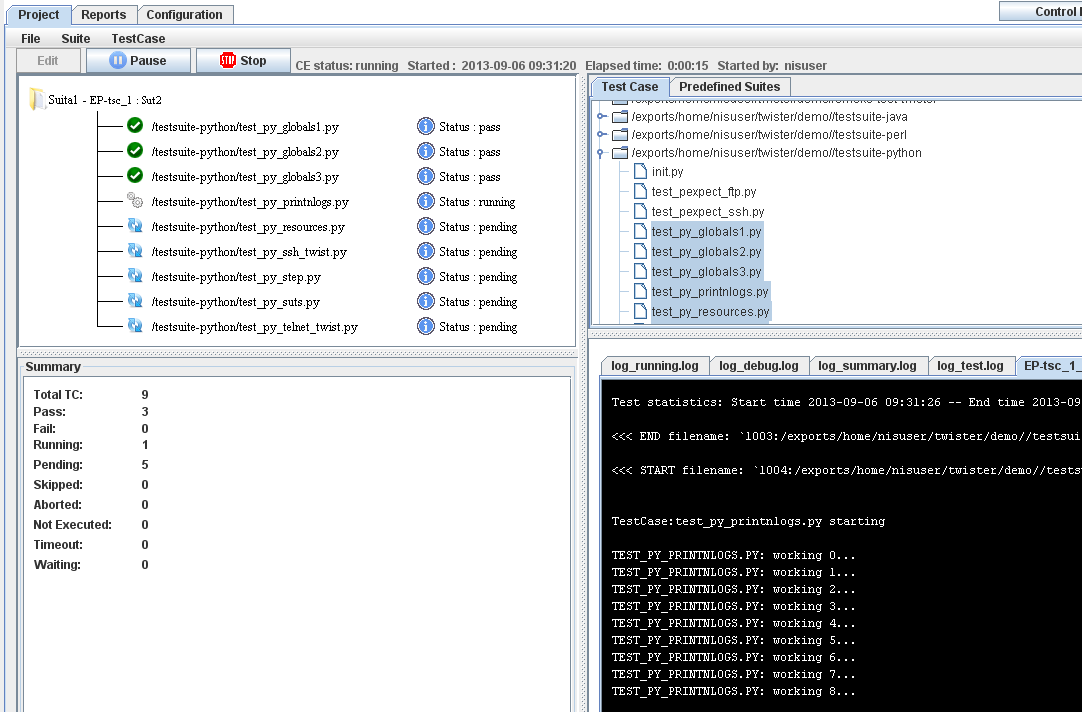 Project Reports Configuration
Control
File Suite TestCase
Edit Pause STOP Stop CE status: running Started : 2013-09-06 09:31:20 Elapsed time: 0:00:15 Started by: nisuser
Suita1 - EP-tsc_1 : Sut2
/testsuite-python/test_py_globals1.py Status : pass
/testsuite-python/test_py_globals2.py Status : pass
/testsuite-python/test_py_globals3.py Status : pass
/testsuite-python/test_py_printnlogs.py Status : running
/testsuite-python/test_py_resources.py Status : pending
/testsuite-python/test_py_ssh_twist.py Status : pending
/testsuite-python/test_py_step.py Status : pending
/testsuite-python/test_py_suts.py Status : pending
/testsuite-python/test_py_telnet_twist.py Status : pending
Test Case Predefined Suites
/exports/home/nisuser/twister/demo//testsuite-java
/exports/home/nisuser/twister/demo//testsuite-perl
/exports/home/nisuser/twister/demo//testsuite-python
init.py
test_pexpect_ftp.py
test_pexpect_ssh.py
test_py_globals1.py
test_py_globals2.py
test_py_globals3.py
test_py_printnlogs.py
test_py_resources.py
Summary
Total TC: 9
Pass: 3
Fail: 0
Running: 1
Pending: 5
Skipped: 0
Aborted: 0
Not Executed: 0
Timeout: 0
Waiting: 0
log_running.log log_debug.log log_summary.log log_test.log EP-tsc_1_
Test statistics: Start time 2013-09-06 09:31:26 -- End time 2013-09
<<< END filename: `1003:/exports/home/nisuser/twister/demo//testsui
<<< START filename: `1004:/exports/home/nisuser/twister/demo//tests
TestCase:test_py_printnlogs.py starting
TEST_PY_PRINTNLOGS.PY: working 0...
TEST_PY_PRINTNLOGS.PY: working 1...
TEST_PY_PRINTNLOGS.PY: working 2...
TEST_PY_PRINTNLOGS.PY: working 3...
TEST_PY_PRINTNLOGS.PY: working 4...
TEST_PY_PRINTNLOGS.PY: working 5...
TEST_PY_PRINTNLOGS.PY: working 6...
TEST_PY_PRINTNLOGS.PY: working 7...
TEST_PY_PRINTNLOGS.PY: working 8...